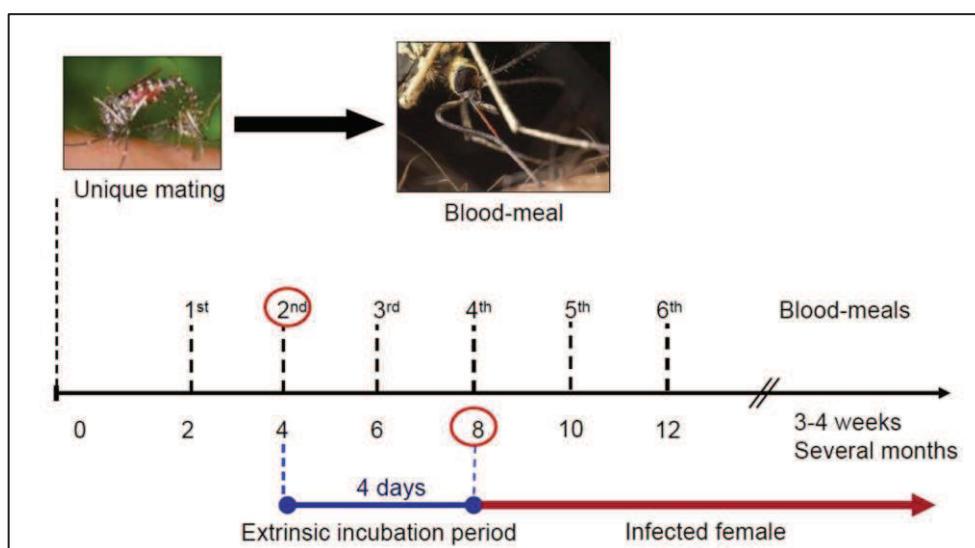 Unique mating
Blood-meal
1st 2nd 3rd 4th 5th 6th Blood-meals
0 2 4 6 8 10 12 3-4 weeks
Several months
4 days
Extrinsic incubation period Infected female